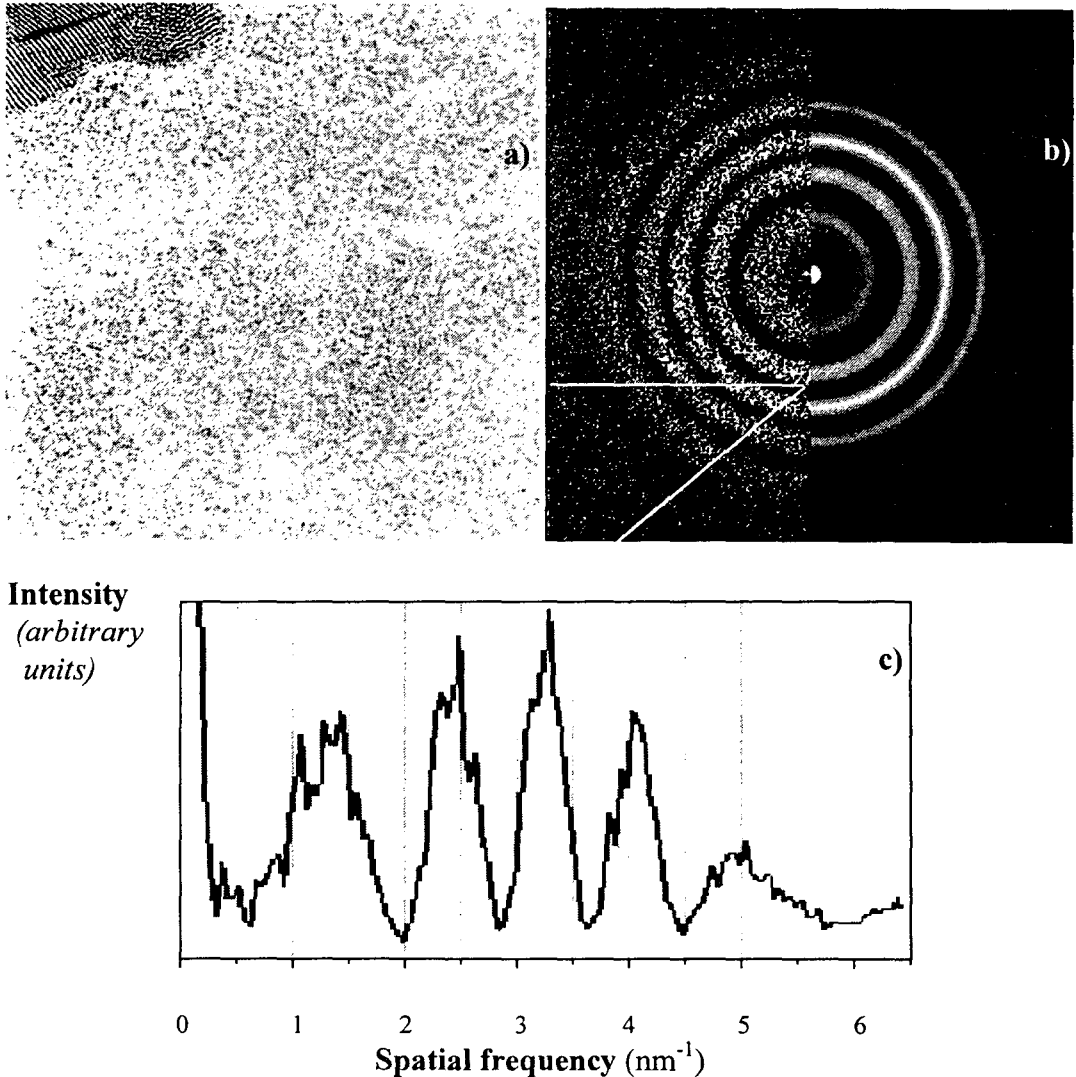 a)
b)
Intensity
(arbitrary
units)
c)
0 1 2 3 4 5 6
Spatial frequency (nm⁻¹)